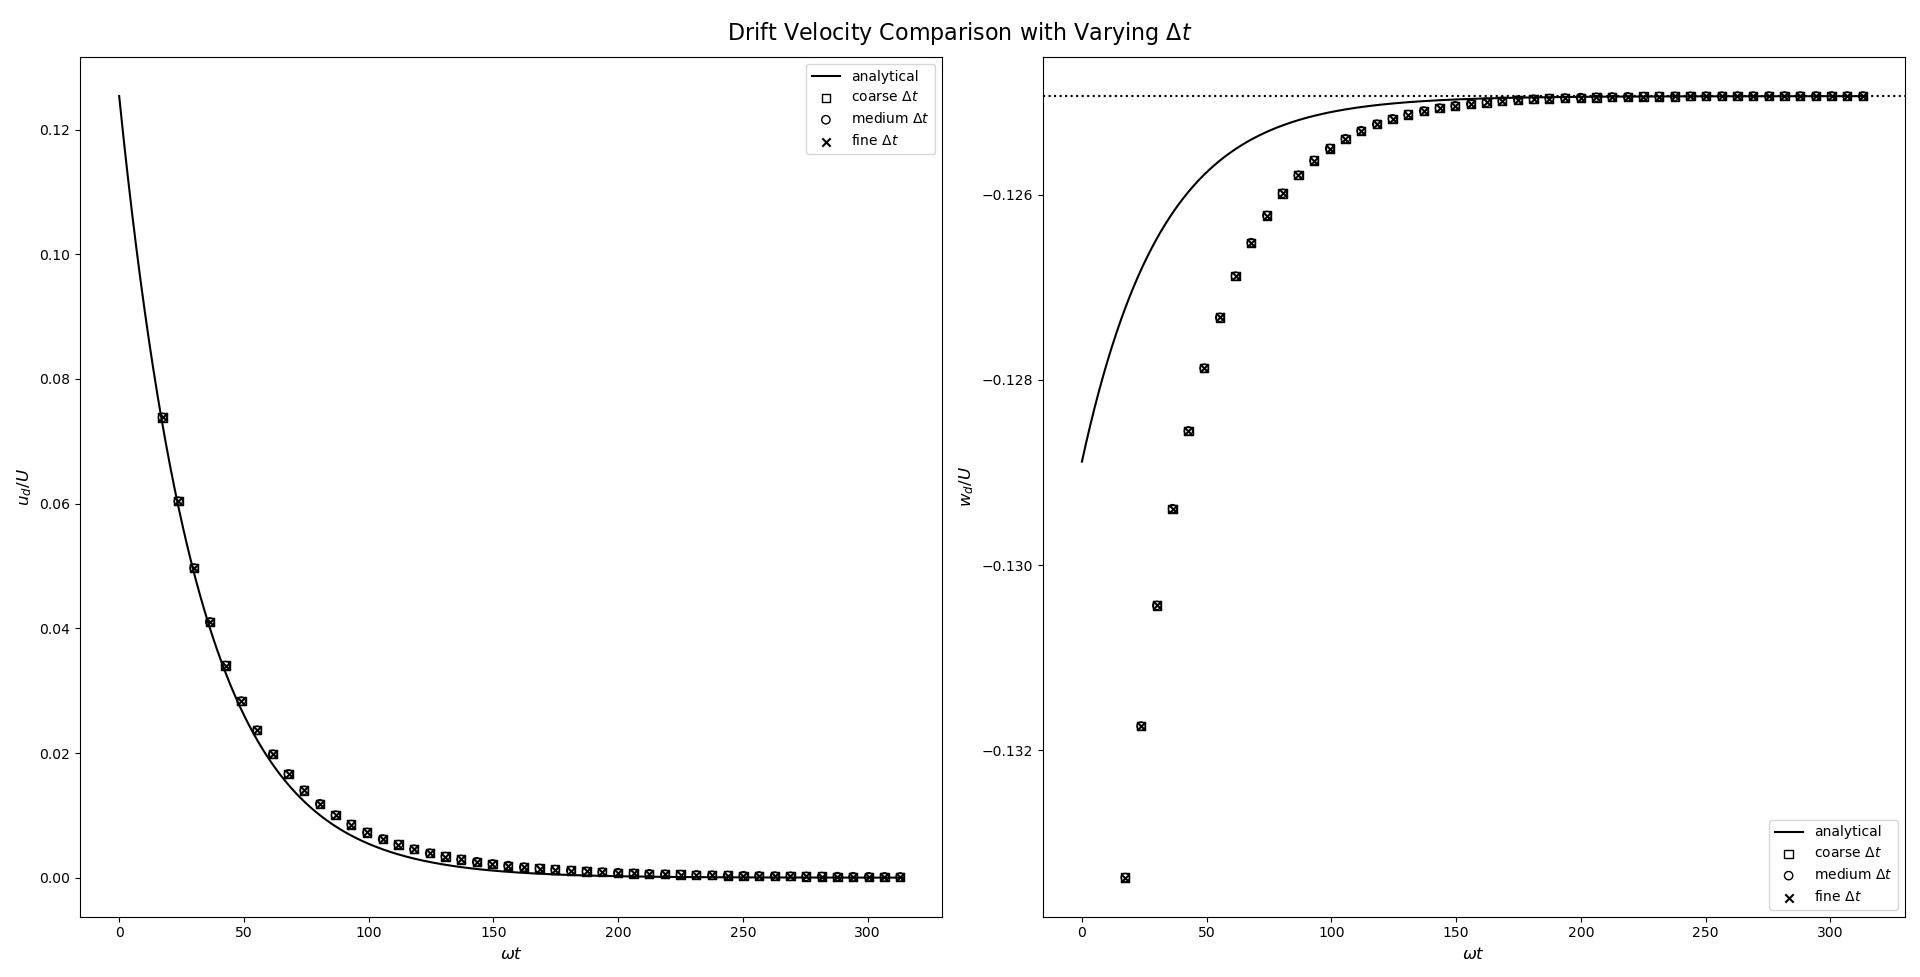 Drift Velocity Comparison with Varying Δt
analytical
coarse Δt
medium Δt
fine Δt
0.12
0.10
0.08
0.06
0.04
0.02
0.00
u_d/U
0
50
100
150
200
250
300
ωt
−0.126
−0.128
−0.130
−0.132
w_d/U
analytical
coarse Δt
medium Δt
fine Δt
0
50
100
150
200
250
300
ωt